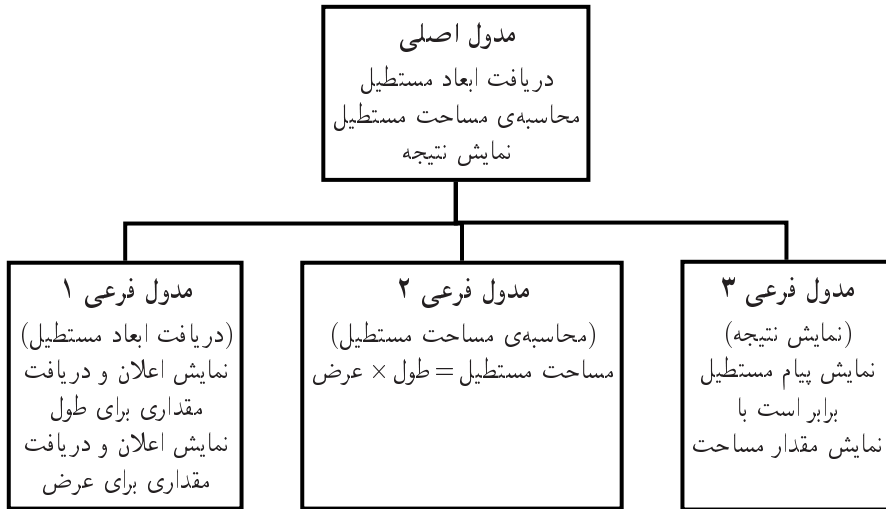 مدول اصلی
دریافت ابعاد مستطیل
محاسبه‌ی مساحت مستطیل
نمایش نتیجه
مدول فرعی ۱
(دریافت ابعاد مستطیل)
نمایش اعلان و دریافت
مقداری برای طول
نمایش اعلان و دریافت
مقداری برای عرض
مدول فرعی ۲
(محاسبه‌ی مساحت مستطیل)
مساحت مستطیل = طول × عرض
مدول فرعی ۳
(نمایش نتیجه)
نمایش پیام مستطیل
برابر است با
نمایش مقدار مساحت